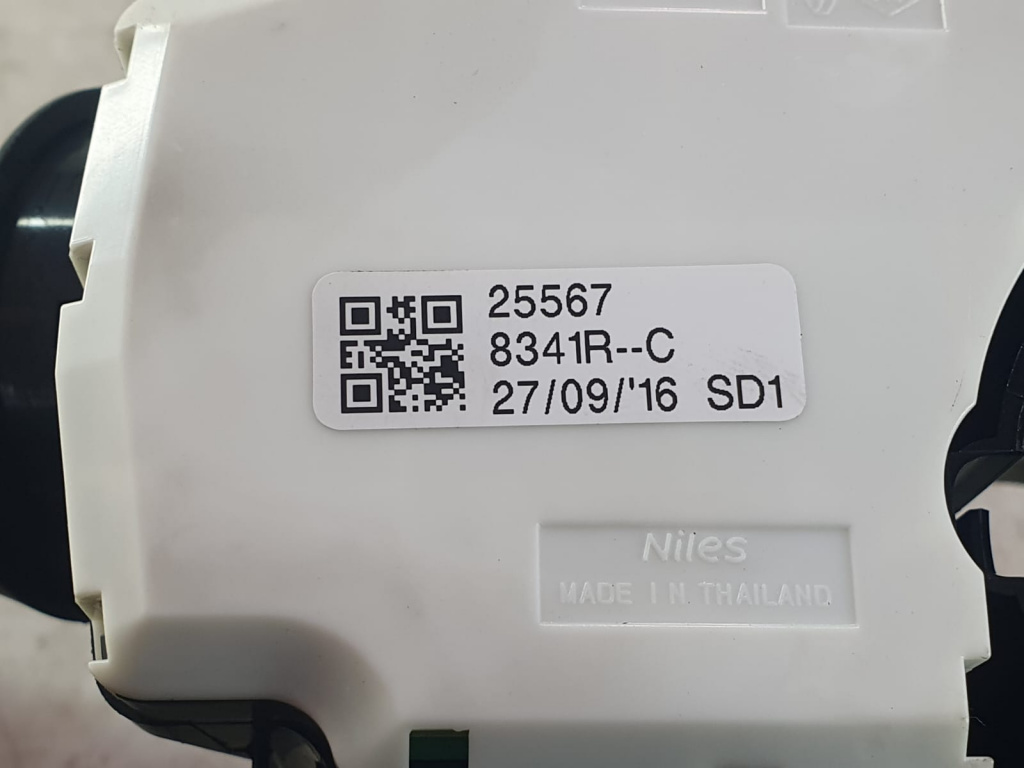 25567
8341R--C
27/09/'16 SD1
Niles
MADE IN THAILAND